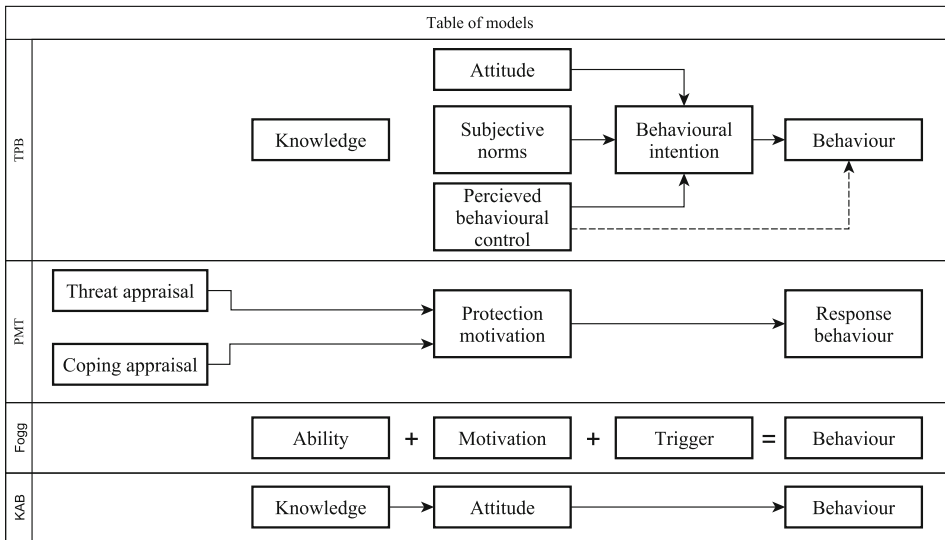 Table of models
TPB
Attitude
Knowledge
Subjective
norms
Behavioural
intention
Behaviour
Percieved
behavioural
control
PMT
Threat appraisal
Coping appraisal
Protection
motivation
Response
behaviour
Fogg
Ability + Motivation + Trigger = Behaviour
KAB
Knowledge
Attitude
Behaviour